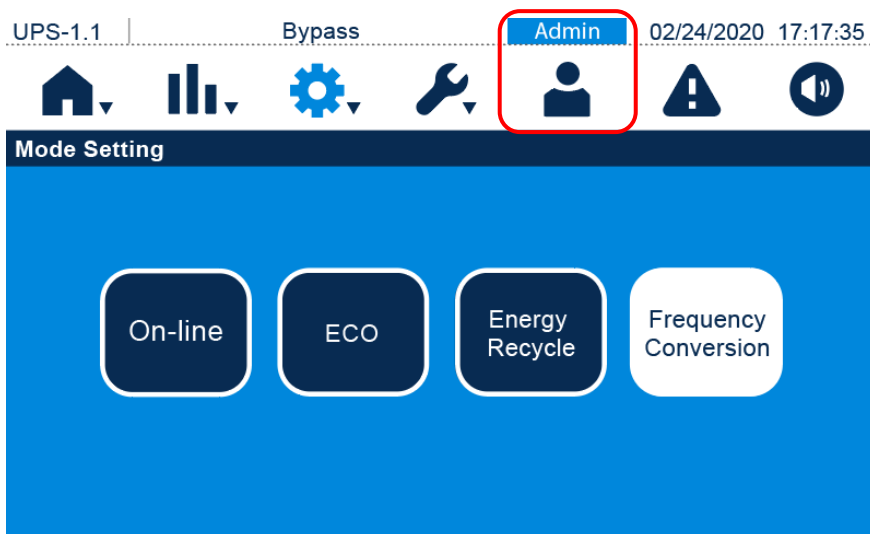 UPS-1.1 Bypass Admin 02/24/2020 17:17:35
Mode Setting
On-line
ECO
Energy
Recycle
Frequency
Conversion